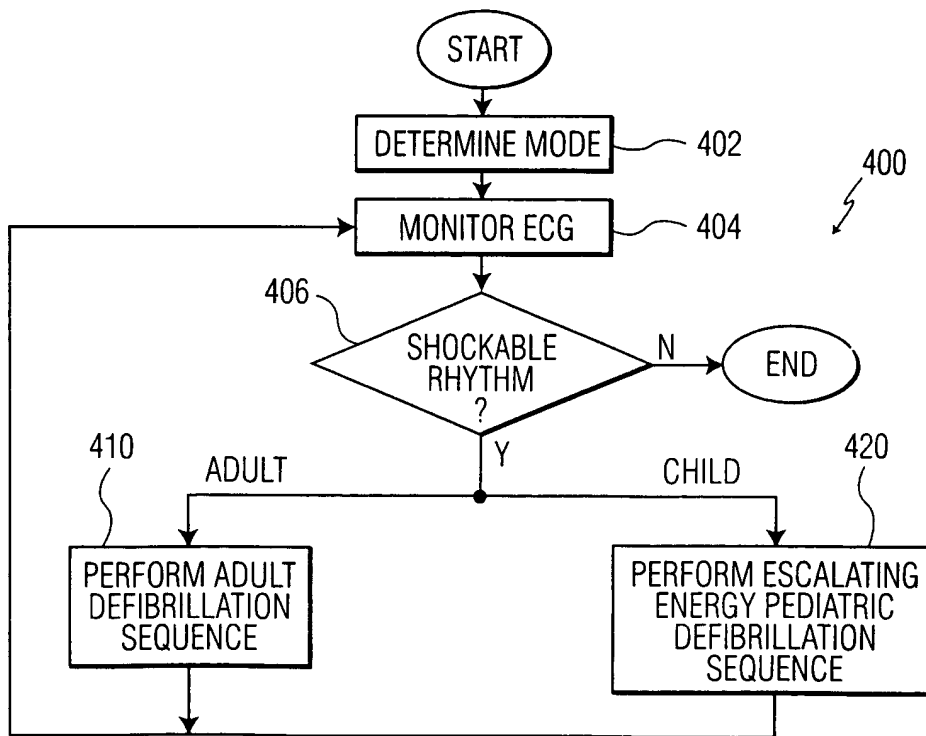 START
DETERMINE MODE
402
400
MONITOR ECG
404
406
SHOCKABLE
RHYTHM
?
N
END
Y
410
ADULT
CHILD
420
PERFORM ADULT
DEFIBRILLATION
SEQUENCE
PERFORM ESCALATING
ENERGY PEDIATRIC
DEFIBRILLATION
SEQUENCE